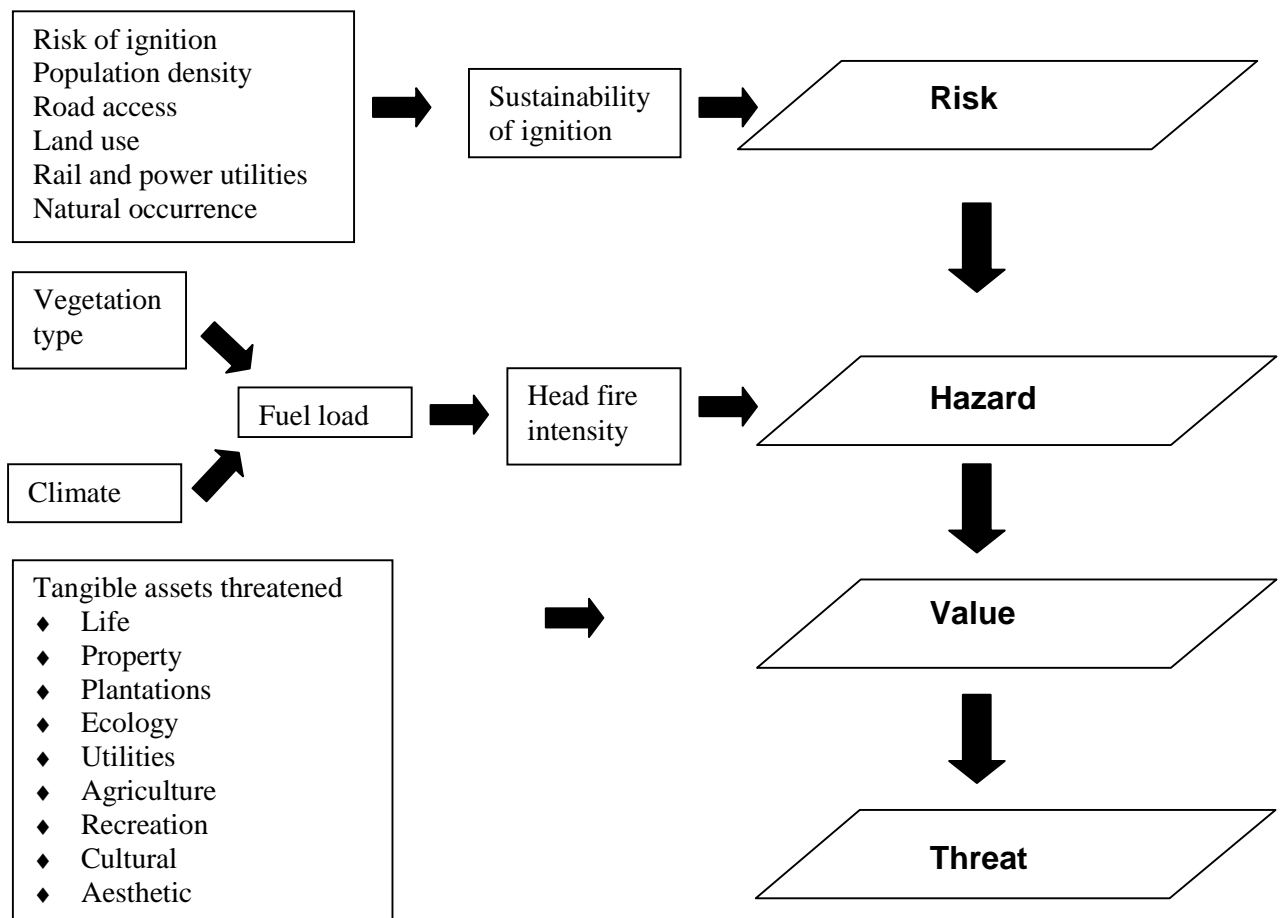 Risk of ignition
Population density
Road access
Land use
Rail and power utilities
Natural occurrence
Sustainability
of ignition
Risk
Vegetation
type
Climate
Fuel load
Head fire
intensity
Hazard
Tangible assets threatened
♦ Life
♦ Property
♦ Plantations
♦ Ecology
♦ Utilities
♦ Agriculture
♦ Recreation
♦ Cultural
♦ Aesthetic
Value
Threat